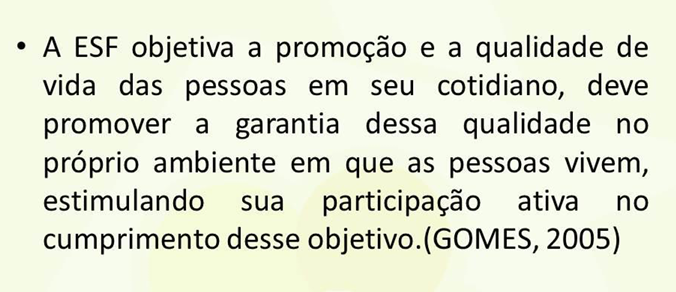 • A ESF objetiva a promoção e a qualidade de
vida das pessoas em seu cotidiano, deve
promover a garantia dessa qualidade no
próprio ambiente em que as pessoas vivem,
estimulando sua participação ativa no
cumprimento desse objetivo.(GOMES, 2005)